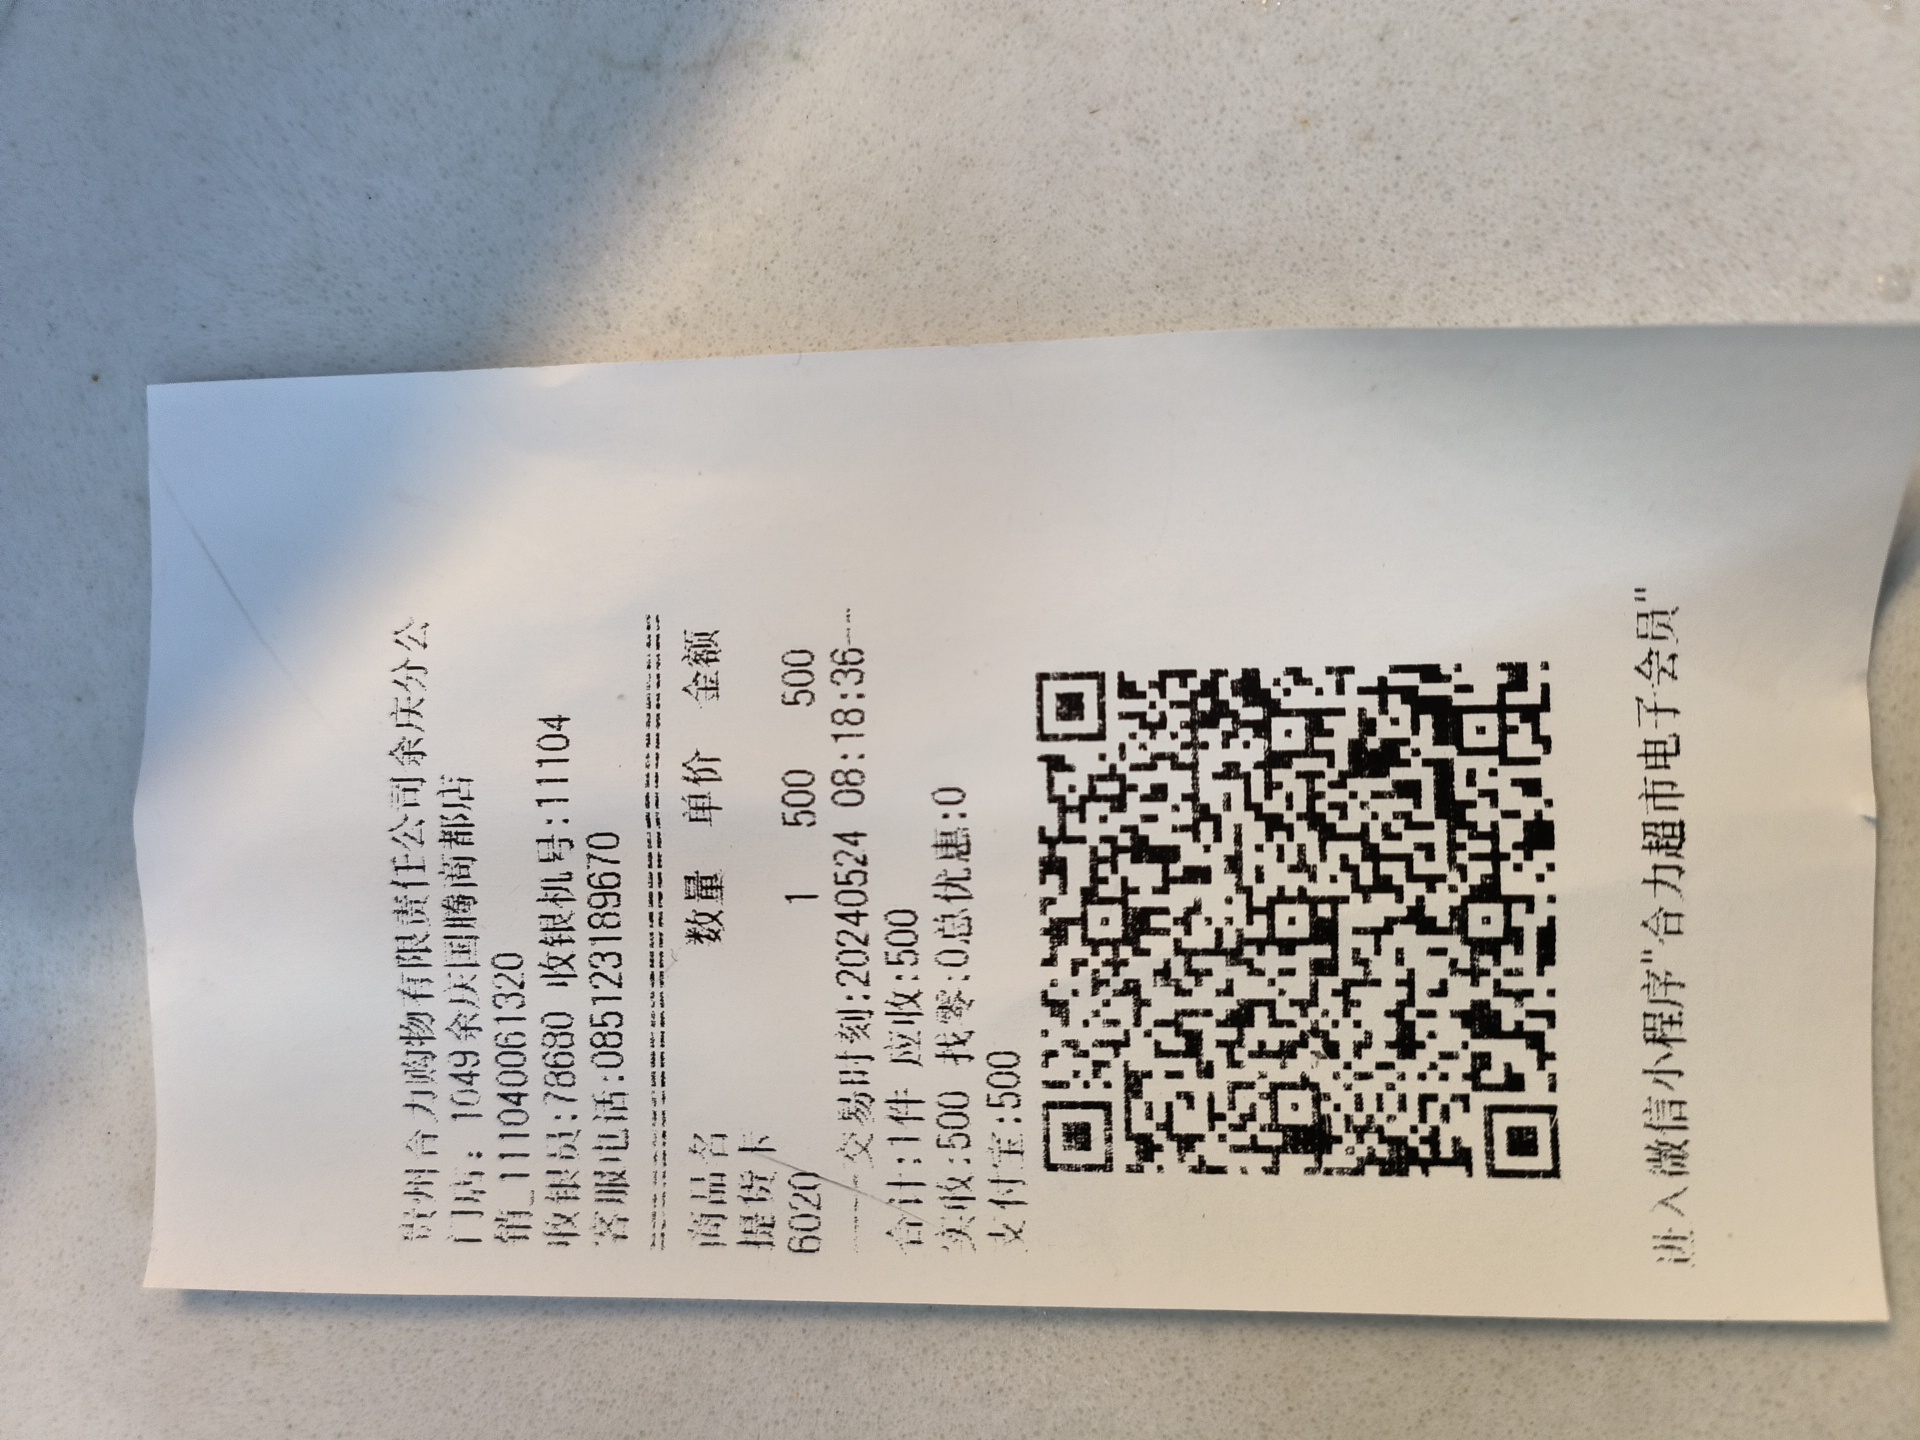 贵州合力购物有限责任公司余庆分公
门店: 1049余庆国腾商都店
销_111040061320
收银员:78680 收银机号:11104
客服电话:085123189670
商品名 数量 单价 金额
提货卡
6020 1 500 500
交易时刻:20240524 08:18:36
合计:1件 应收:500
实收:500 找零:0总优惠:0
支付宝:500
进入微信小程序"合力超市电子会员"